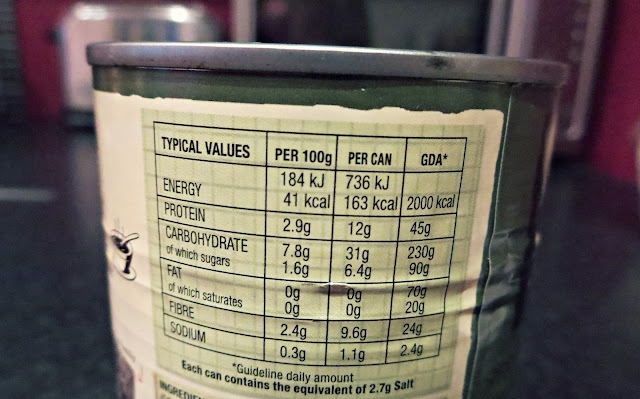 TYPICAL VALUES PER 100g PER CAN GDA*
184 kJ 736 kJ
ENERGY 41 kcal 163 kcal 2000 kcal
PROTEIN 2.9g 12g 45g
CARBOHYDRATE 7.8g 31g 230g
of which sugars 1.6g 6.4g 90g
FAT 0g 0g 70g
of which saturates 0g 0g 20g
FIBRE 2.4g 9.6g 24g
SODIUM 0.3g 1.1g 2.4g
*Guideline daily amount
Each can contains the equivalent of 2.7g Salt